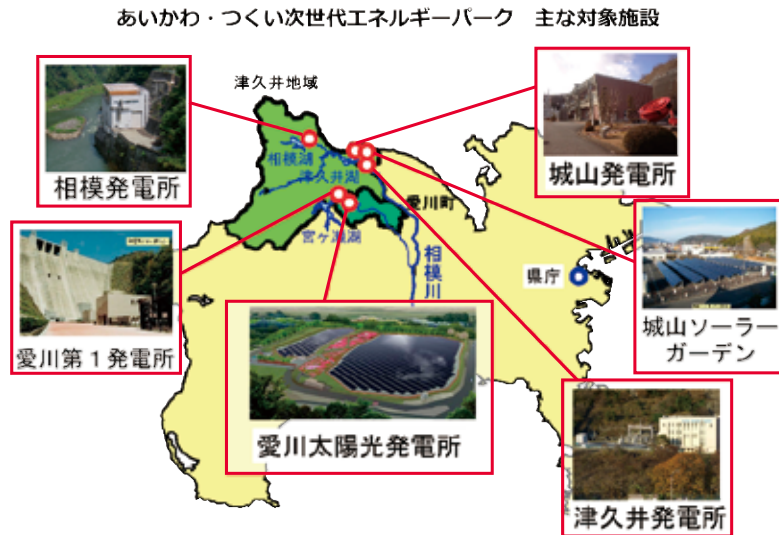 あいかわ・つくい次世代エネルギーパーク　主な対象施設
津久井地域
相模発電所
相模湖
津久井湖
城山発電所
愛川町
宮ヶ瀬湖
相模川
県庁
愛川第１発電所
城山ソーラー
ガーデン
愛川太陽光発電所
津久井発電所